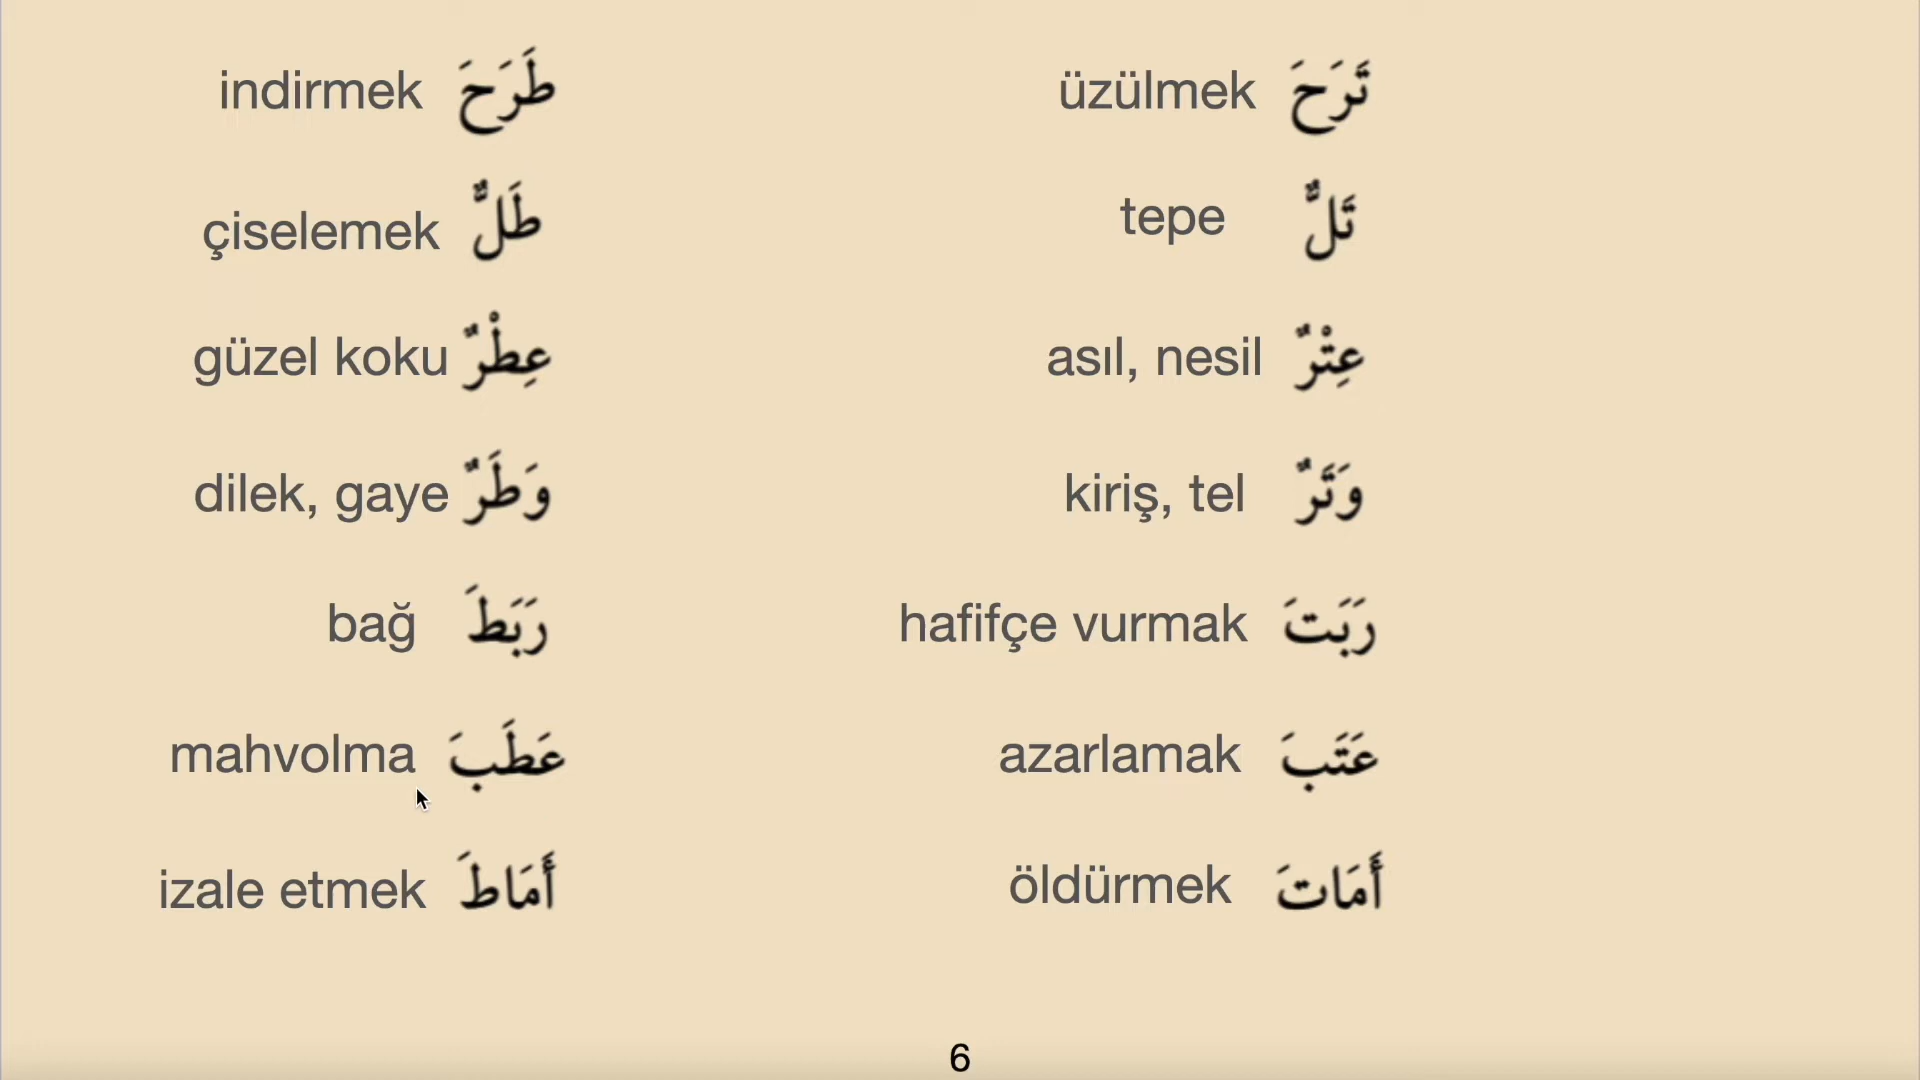 indirmek طَرَحَ üzülmek تَرَحَ
çiselemek طَلٌّ tepe تَلٌّ
güzel koku عِطْرٌ asıl, nesil عِتْرٌ
dilek, gaye وَطَرٌ kiriş, tel وَتَرٌ
bağ رَبَطَ hafifçe vurmak رَبَتَ
mahvolma عَطَبَ azarlamak عَتَبَ
izale etmek أَمَاطَ öldürmek أَمَاتَ
6